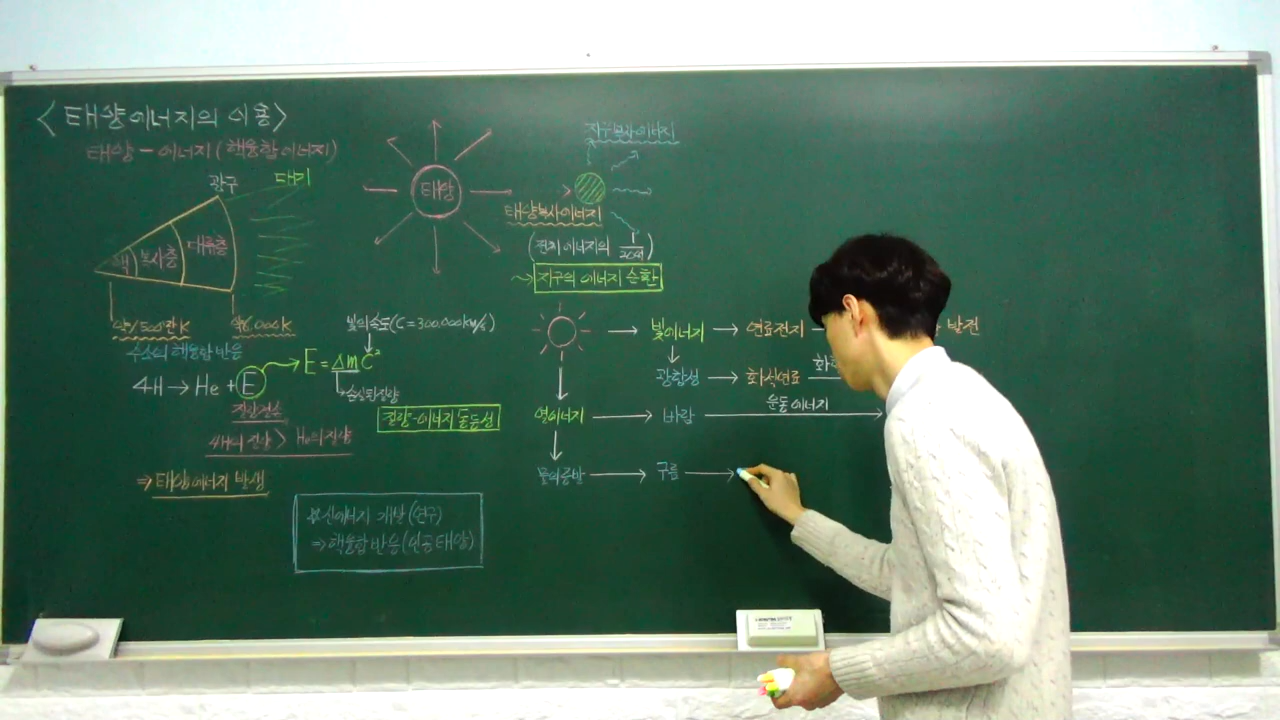 <태양에너지의 이동>
태양 - 에너지(핵융합에너지)
광구
대기
핵
복사층
대류층
약1500만K
약6,000K
수소의 핵융합 반응
4H → He + E
질량결손
4H의 질량 > He의 질량
⇒ 태양에너지 발생
빛의속도(C=300,000km/s)
E = ΔmC²
손실된질량
질량-에너지 동등성
신에너지 개발(연구)
⇒ 핵융합 반응(인공태양)
태양
지구복사에너지
태양복사에너지
(전체 에너지의 1/20억)
지구의 에너지 순환
→ 빛에너지 → 연료전지
발전
광합성 → 화석연료
열에너지 → 바람
운동에너지
물의증발 → 구름 →